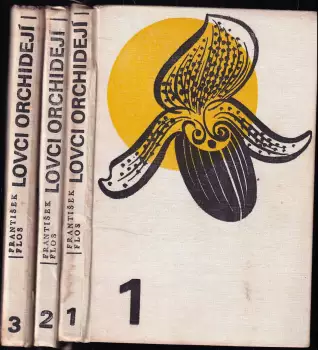 FRANTIŠEK FLOS
LOVCI ORCHIDEJÍ
3
FRANTIŠEK FLOS
LOVCI ORCHIDEJÍ
2
FRANTIŠEK FLOS
LOVCI ORCHIDEJÍ
1
1